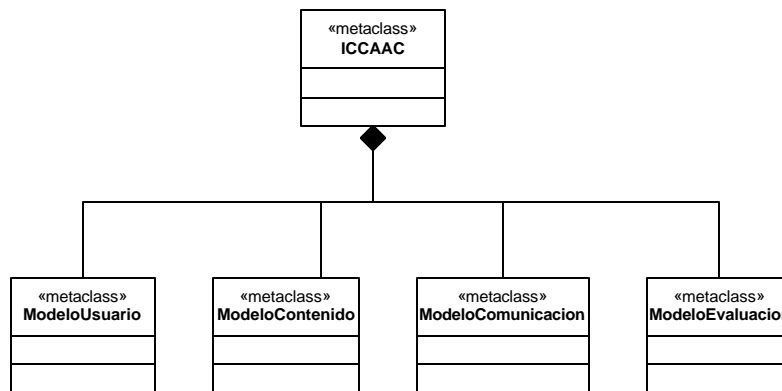 «metaclass»
ICCAAC
«metaclass»
ModeloUsuario
«metaclass»
ModeloContenido
«metaclass»
ModeloComunicacion
«metaclass»
ModeloEvaluacio